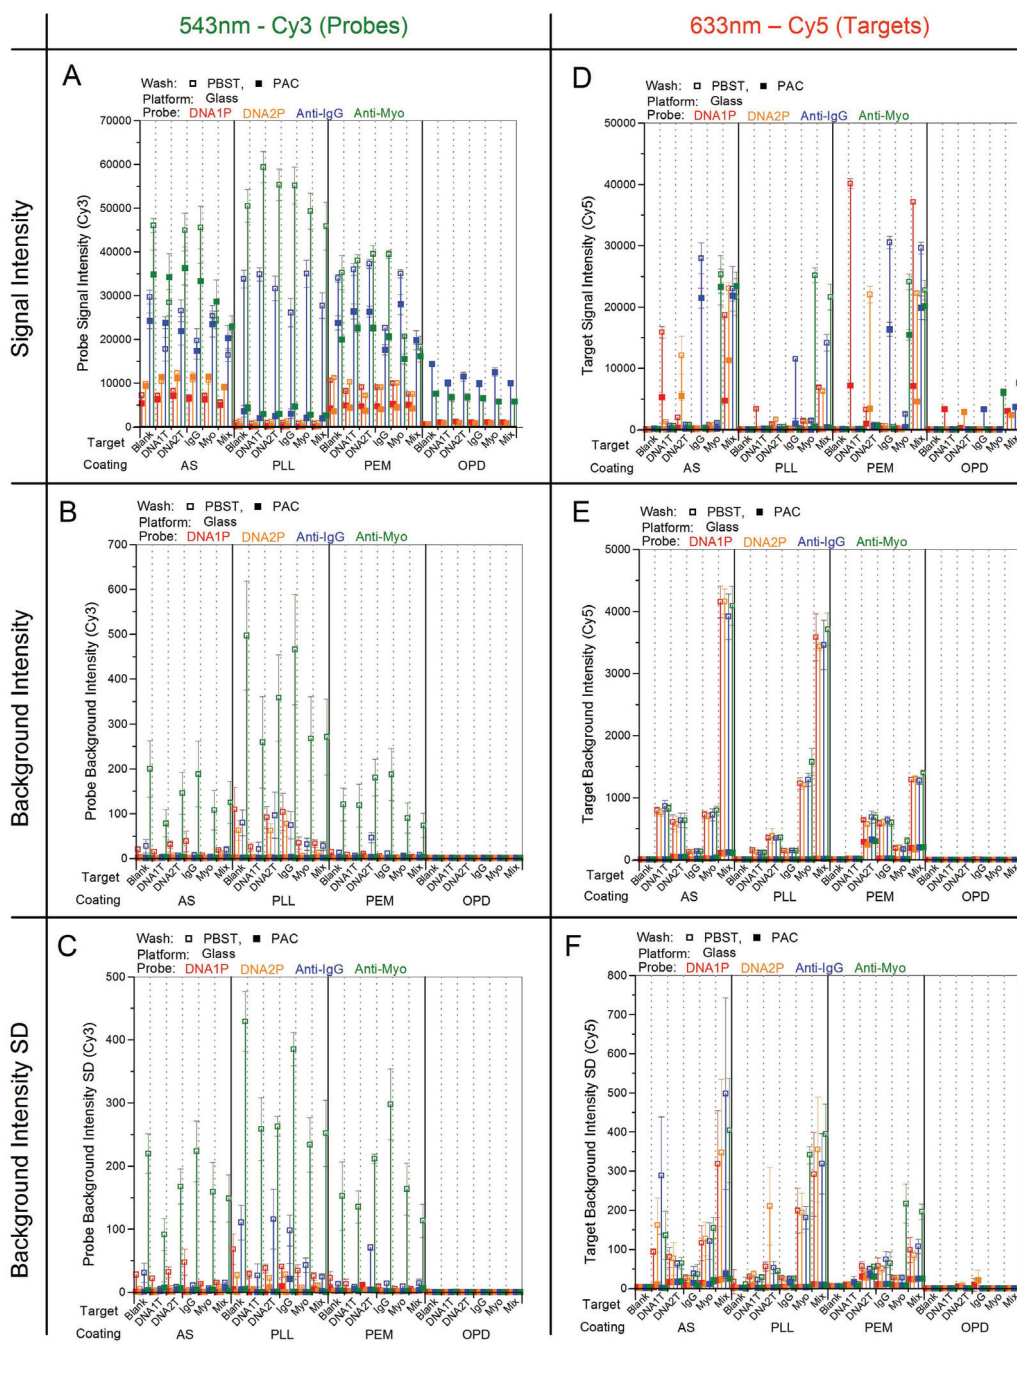 543nm - Cy3 (Probes)
633nm – Cy5 (Targets)
Signal Intensity
A
Wash: PBST, PAC
Platform: Glass
Probe: DNA1P DNA2P Anti-IgG Anti-Myo
Probe Signal Intensity (Cy3)
70000
60000
50000
40000
30000
20000
10000
0
Target Blank DNA1T DNA2T IgG Myo Mix Blank DNA1T DNA2T IgG Myo Mix Blank DNA1T DNA2T IgG Myo Mix Blank DNA1T DNA2T IgG Myo Mix
Coating AS PLL PEM OPD
D
Wash: PBST, PAC
Platform: Glass
Probe: DNA1P DNA2P Anti-IgG Anti-Myo
Target Signal Intensity (Cy5)
50000
40000
30000
20000
10000
0
Target Blank DNA1T DNA2T IgG Myo Mix Blank DNA1T DNA2T IgG Myo Mix Blank DNA1T DNA2T IgG Myo Mix Blank DNA1T DNA2T IgG Myo Mix
Coating AS PLL PEM OPD
Background Intensity
B
Wash: PBST, PAC
Platform: Glass
Probe: DNA1P DNA2P Anti-IgG Anti-Myo
Probe Background Intensity (Cy3)
700
600
500
400
300
200
100
0
Target Blank DNA1T DNA2T IgG Myo Mix Blank DNA1T DNA2T IgG Myo Mix Blank DNA1T DNA2T IgG Myo Mix Blank DNA1T DNA2T IgG Myo Mix
Coating AS PLL PEM OPD
E
Wash: PBST, PAC
Platform: Glass
Probe: DNA1P DNA2P Anti-IgG Anti-Myo
Target Background Intensity (Cy5)
5000
4000
3000
2000
1000
0
Target Blank DNA1T DNA2T IgG Myo Mix Blank DNA1T DNA2T IgG Myo Mix Blank DNA1T DNA2T IgG Myo Mix Blank DNA1T DNA2T IgG Myo Mix
Coating AS PLL PEM OPD
Background Intensity SD
C
Wash: PBST, PAC
Platform: Glass
Probe: DNA1P DNA2P Anti-IgG Anti-Myo
Probe Background Intensity SD (Cy3)
500
400
300
200
100
0
Target Blank DNA1T DNA2T IgG Myo Mix Blank DNA1T DNA2T IgG Myo Mix Blank DNA1T DNA2T IgG Myo Mix Blank DNA1T DNA2T IgG Myo Mix
Coating AS PLL PEM OPD
F
Wash: PBST, PAC
Platform: Glass
Probe: DNA1P DNA2P Anti-IgG Anti-Myo
Target Background Intensity SD (Cy5)
800
700
600
500
400
300
200
100
0
Target Blank DNA1T DNA2T IgG Myo Mix Blank DNA1T DNA2T IgG Myo Mix Blank DNA1T DNA2T IgG Myo Mix Blank DNA1T DNA2T IgG Myo Mix
Coating AS PLL PEM OPD